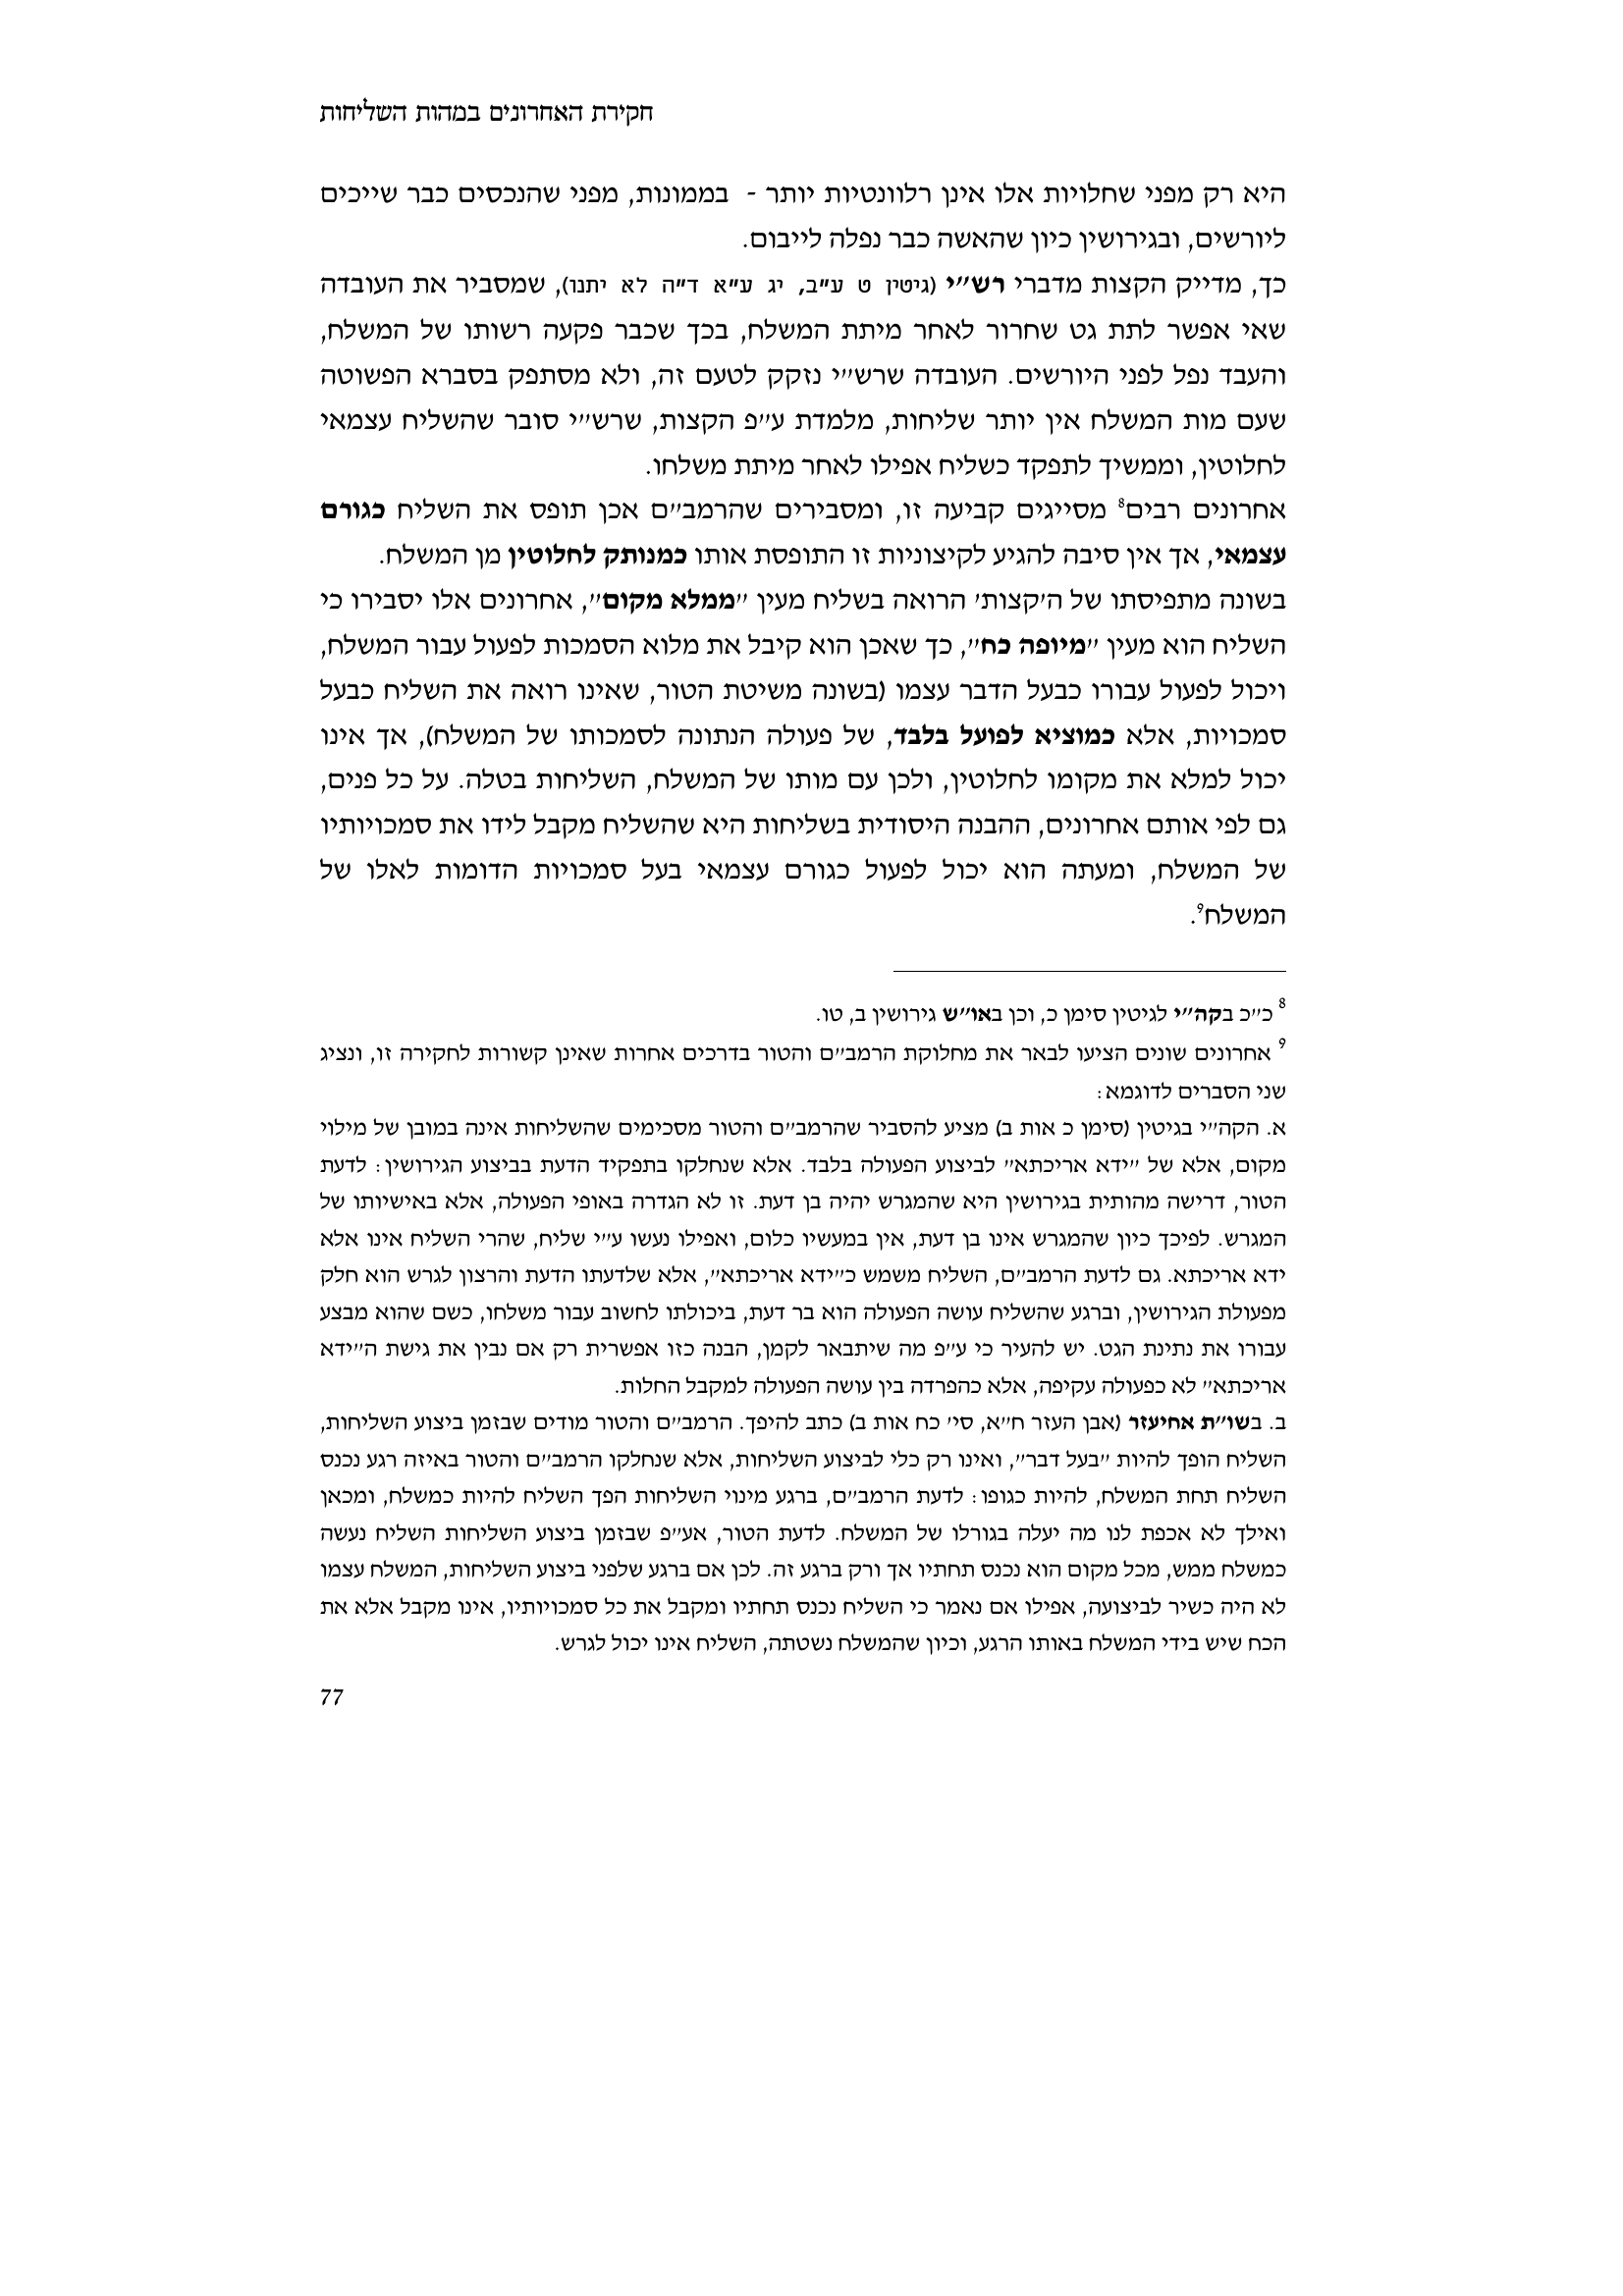 חקירת האחרונים במהות השליחות
היא רק מפני שחלויות אלו אינן רלוונטיות יותר - בממונות, מפני שהנכסים כבר שייכים
ליורשים, ובגירושין כיון שהאשה כבר נפלה לייבום.
כך, מדייק הקצות מדברי רש״י (גיטין ט ע״ב, יג ע״א ד״ה לא יתנו), שמסביר את העובדה
שאי אפשר לתת גט שחרור לאחר מיתת המשלח, בכך שכבר פקעה רשותו של המשלח,
והעבד נפל לפני היורשים. העובדה שרש״י נזקק לטעם זה, ולא מסתפק בסברא הפשוטה
שעם מות המשלח אין יותר שליחות, מלמדת ע״פ הקצות, שרש״י סובר שהשליח עצמאי
לחלוטין, וממשיך לתפקד כשליח אפילו לאחר מיתת משלחו.
אחרונים רבים8 מסייגים קביעה זו, ומסבירים שהרמב״ם אכן תופס את השליח כגורם
עצמאי, אך אין סיבה להגיע לקיצוניות זו התופסת אותו כמנותק לחלוטין מן המשלח.
בשונה מתפיסתו של ה׳קצות׳ הרואה בשליח מעין ״ממלא מקום״, אחרונים אלו יסבירו כי
השליח הוא מעין ״מיופה כח״, כך שאכן הוא קיבל את מלוא הסמכות לפעול עבור המשלח,
ויכול לפעול עבורו כבעל הדבר עצמו (בשונה משיטת הטור, שאינו רואה את השליח כבעל
סמכויות, אלא כמוציא לפועל בלבד, של פעולה הנתונה לסמכותו של המשלח), אך אינו
יכול למלא את מקומו לחלוטין, ולכן עם מותו של המשלח, השליחות בטלה. על כל פנים,
גם לפי אותם אחרונים, ההבנה היסודית בשליחות היא שהשליח מקבל לידו את סמכויותיו
של המשלח, ומעתה הוא יכול לפעול כגורם עצמאי בעל סמכויות הדומות לאלו של
המשלח9.
8 כ״כ בקה״י לגיטין סימן כ, וכן באו״ש גירושין ב, טו.
9 אחרונים שונים הציעו לבאר את מחלוקת הרמב״ם והטור בדרכים אחרות שאינן קשורות לחקירה זו, ונציג
שני הסברים לדוגמא:
א. הקה״י בגיטין (סימן כ אות ב) מציע להסביר שהרמב״ם והטור מסכימים שהשליחות אינה במובן של מילוי
מקום, אלא של ״ידא אריכתא״ לביצוע הפעולה בלבד. אלא שנחלקו בתפקיד הדעת בביצוע הגירושין: לדעת
הטור, דרישה מהותית בגירושין היא שהמגרש יהיה בן דעת. זו לא הגדרה באופי הפעולה, אלא באישיותו של
המגרש. לפיכך כיון שהמגרש אינו בן דעת, אין במעשיו כלום, ואפילו נעשו ע״י שליח, שהרי השליח אינו אלא
ידא אריכתא. גם לדעת הרמב״ם, השליח משמש כ״ידא אריכתא״, אלא שלדעתו הדעת והרצון לגרש הוא חלק
מפעולת הגירושין, וברגע שהשליח עושה הפעולה הוא בר דעת, ביכולתו לחשוב עבור משלחו, כשם שהוא מבצע
עבורו את נתינת הגט. יש להעיר כי ע״פ מה שיתבאר לקמן, הבנה כזו אפשרית רק אם נבין את גישת ה״ידא
אריכתא״ לא כפעולה עקיפה, אלא כהפרדה בין עושה הפעולה למקבל החלות.
ב. בשו״ת אחיעזר (אבן העזר ח״א, סי׳ כח אות ב) כתב להיפך. הרמב״ם והטור מודים שבזמן ביצוע השליחות,
השליח הופך להיות ״בעל דבר״, ואינו רק כלי לביצוע השליחות, אלא שנחלקו הרמב״ם והטור באיזה רגע נכנס
השליח תחת המשלח, להיות כגופו: לדעת הרמב״ם, ברגע מינוי השליחות הפך השליח להיות כמשלח, ומכאן
ואילך לא אכפת לנו מה יעלה בגורלו של המשלח. לדעת הטור, אע״פ שבזמן ביצוע השליחות השליח נעשה
כמשלח ממש, מכל מקום הוא נכנס תחתיו אך ורק ברגע זה. לכן אם ברגע שלפני ביצוע השליחות, המשלח עצמו
לא היה כשיר לביצועה, אפילו אם נאמר כי השליח נכנס תחתיו ומקבל את כל סמכויותיו, אינו מקבל אלא את
הכח שיש בידי המשלח באותו הרגע, וכיון שהמשלח נשטתה, השליח אינו יכול לגרש.
77